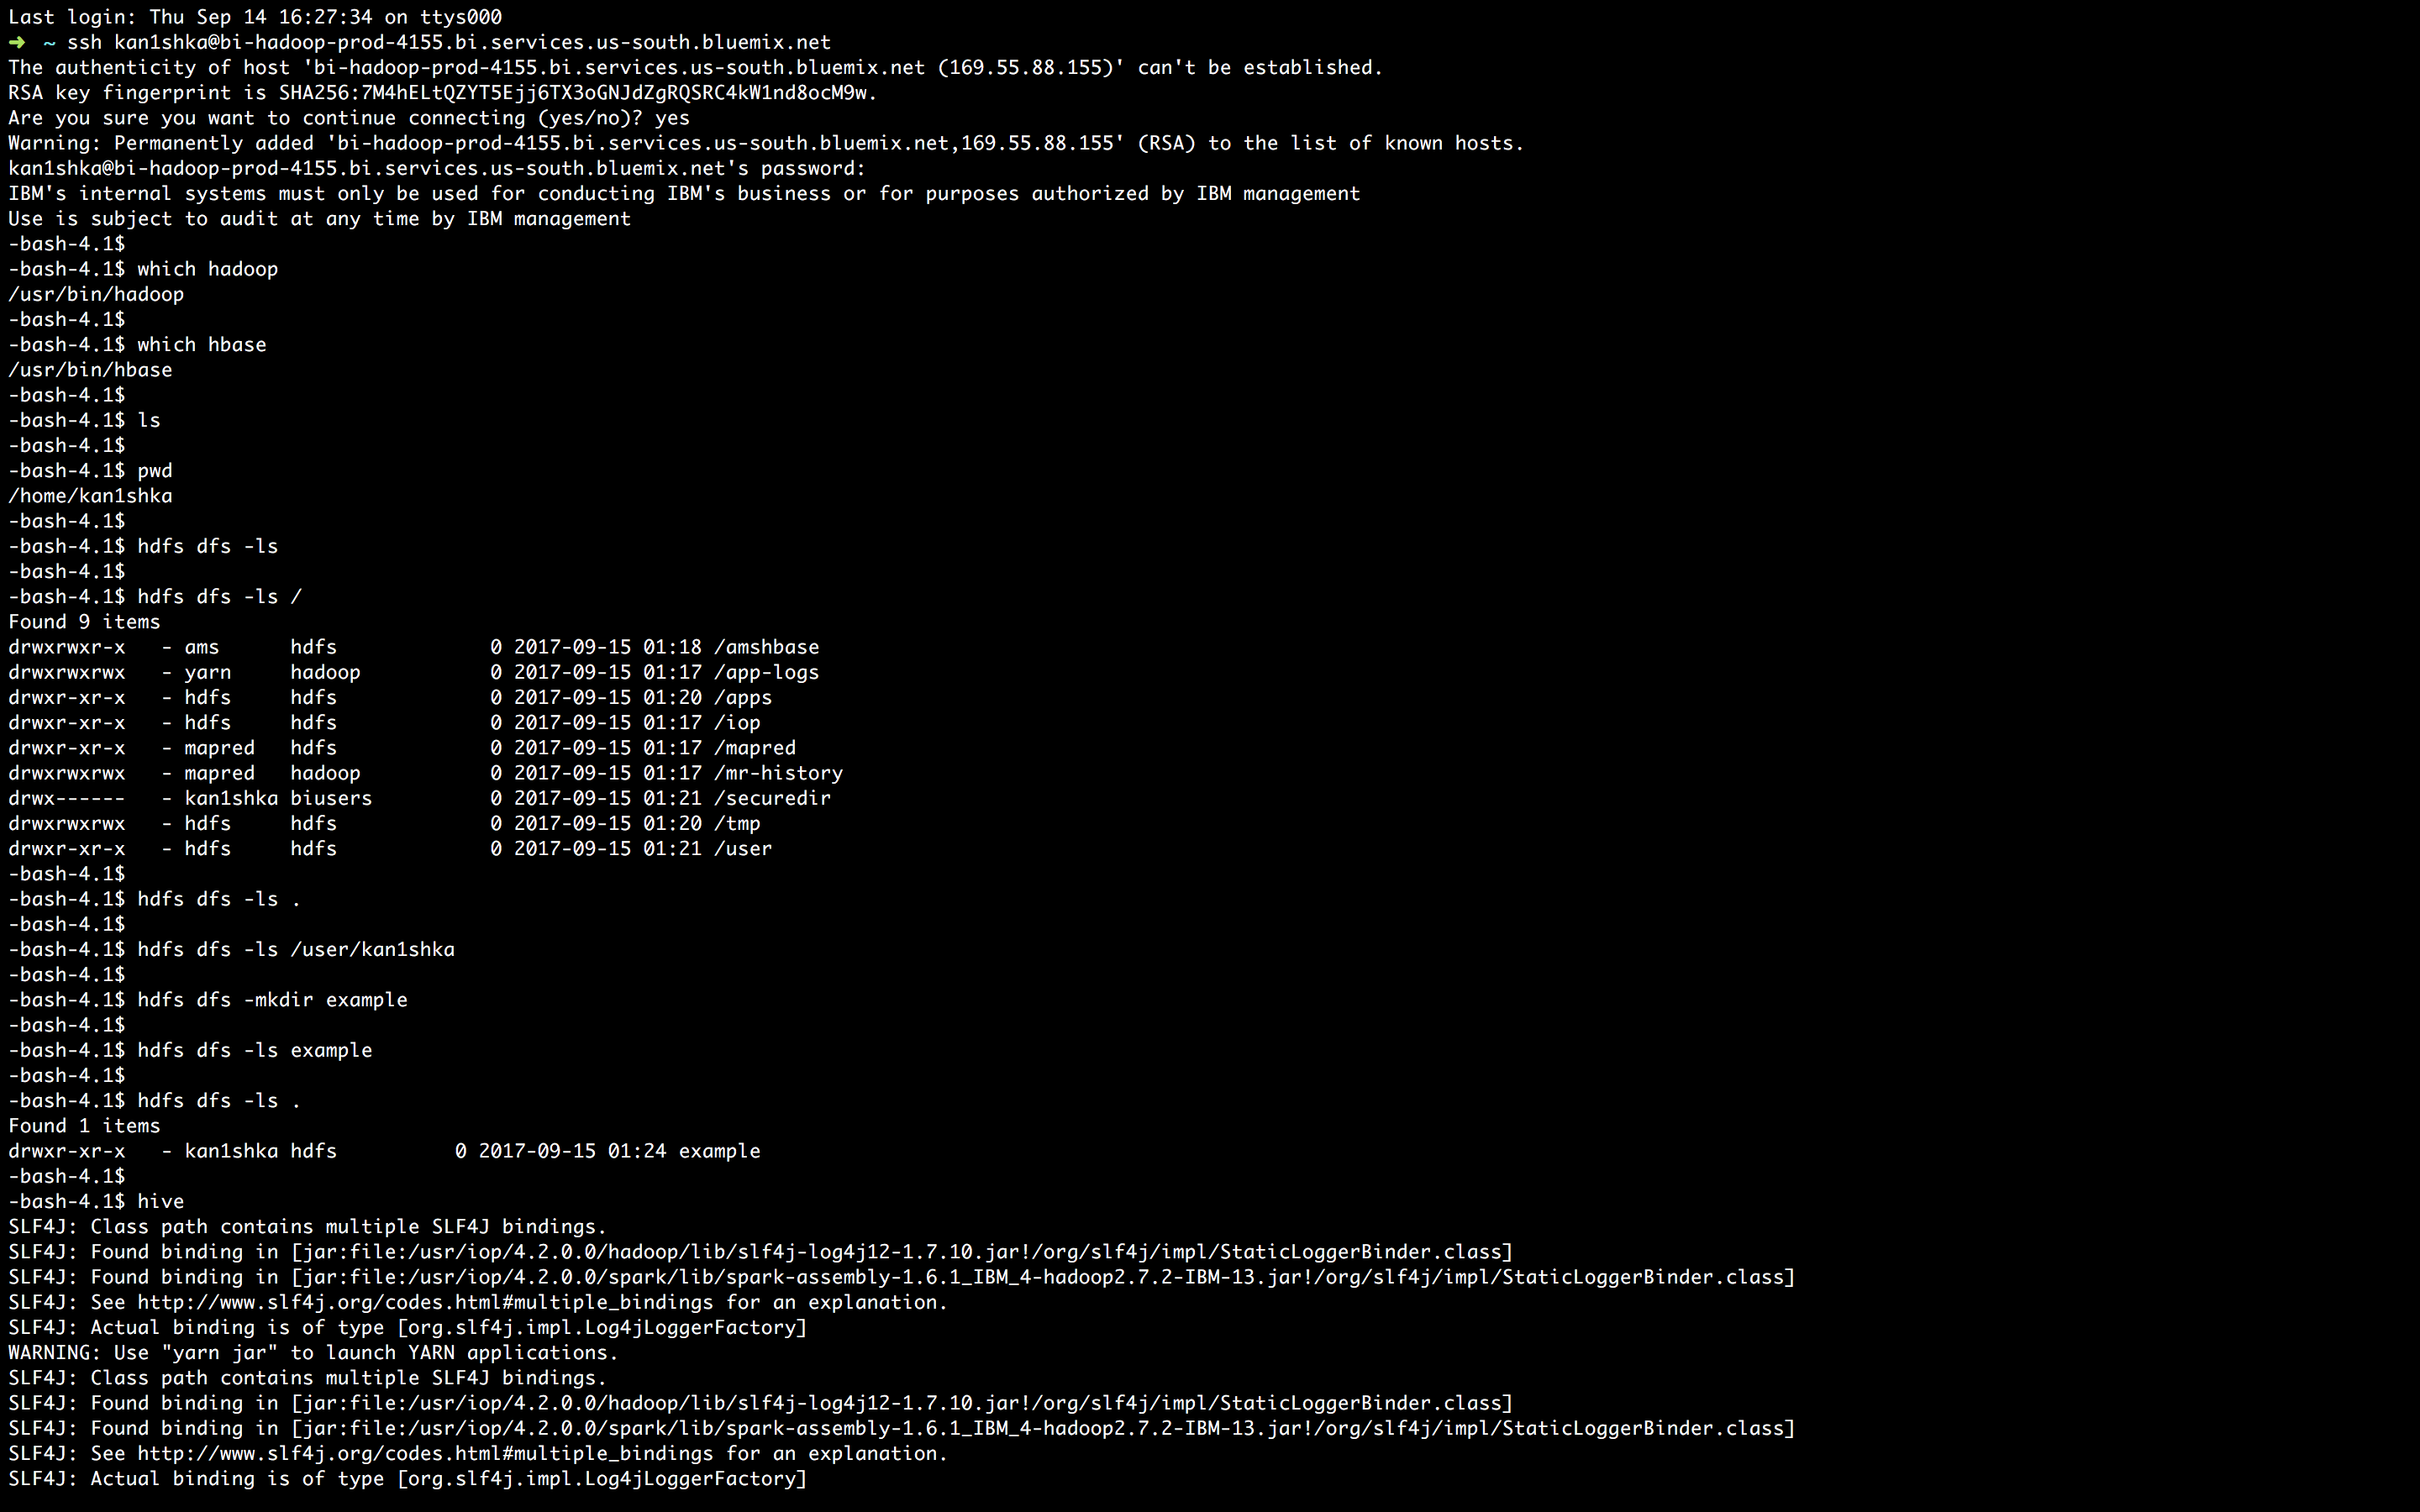 Last login: Thu Sep 14 16:27:34 on ttys000
➜  ~ ssh kan1shka@bi-hadoop-prod-4155.bi.services.us-south.bluemix.net
The authenticity of host 'bi-hadoop-prod-4155.bi.services.us-south.bluemix.net (169.55.88.155)' can't be established.
RSA key fingerprint is SHA256:7M4hELtQZYT5Ejj6TX3oGNJdZgRQSRC4kW1nd8ocM9w.
Are you sure you want to continue connecting (yes/no)? yes
Warning: Permanently added 'bi-hadoop-prod-4155.bi.services.us-south.bluemix.net,169.55.88.155' (RSA) to the list of known hosts.
kan1shka@bi-hadoop-prod-4155.bi.services.us-south.bluemix.net's password:
IBM's internal systems must only be used for conducting IBM's business or for purposes authorized by IBM management
Use is subject to audit at any time by IBM management
-bash-4.1$
-bash-4.1$ which hadoop
/usr/bin/hadoop
-bash-4.1$
-bash-4.1$ which hbase
/usr/bin/hbase
-bash-4.1$
-bash-4.1$ ls
-bash-4.1$
-bash-4.1$ pwd
/home/kan1shka
-bash-4.1$
-bash-4.1$ hdfs dfs -ls
-bash-4.1$
-bash-4.1$ hdfs dfs -ls /
Found 9 items
drwxrwxr-x   - ams      hdfs             0 2017-09-15 01:18 /amshbase
drwxrwxrwx   - yarn     hadoop           0 2017-09-15 01:17 /app-logs
drwxr-xr-x   - hdfs     hdfs             0 2017-09-15 01:20 /apps
drwxr-xr-x   - hdfs     hdfs             0 2017-09-15 01:17 /iop
drwxr-xr-x   - mapred   hdfs             0 2017-09-15 01:17 /mapred
drwxrwxrwx   - mapred   hadoop           0 2017-09-15 01:17 /mr-history
drwx------   - kan1shka biusers          0 2017-09-15 01:21 /securedir
drwxrwxrwx   - hdfs     hdfs             0 2017-09-15 01:20 /tmp
drwxr-xr-x   - hdfs     hdfs             0 2017-09-15 01:21 /user
-bash-4.1$
-bash-4.1$ hdfs dfs -ls .
-bash-4.1$
-bash-4.1$ hdfs dfs -ls /user/kan1shka
-bash-4.1$
-bash-4.1$ hdfs dfs -mkdir example
-bash-4.1$
-bash-4.1$ hdfs dfs -ls example
-bash-4.1$
-bash-4.1$ hdfs dfs -ls .
Found 1 items
drwxr-xr-x   - kan1shka hdfs          0 2017-09-15 01:24 example
-bash-4.1$
-bash-4.1$ hive
SLF4J: Class path contains multiple SLF4J bindings.
SLF4J: Found binding in [jar:file:/usr/iop/4.2.0.0/hadoop/lib/slf4j-log4j12-1.7.10.jar!/org/slf4j/impl/StaticLoggerBinder.class]
SLF4J: Found binding in [jar:file:/usr/iop/4.2.0.0/spark/lib/spark-assembly-1.6.1_IBM_4-hadoop2.7.2-IBM-13.jar!/org/slf4j/impl/StaticLoggerBinder.class]
SLF4J: See http://www.slf4j.org/codes.html#multiple_bindings for an explanation.
SLF4J: Actual binding is of type [org.slf4j.impl.Log4jLoggerFactory]
WARNING: Use "yarn jar" to launch YARN applications.
SLF4J: Class path contains multiple SLF4J bindings.
SLF4J: Found binding in [jar:file:/usr/iop/4.2.0.0/hadoop/lib/slf4j-log4j12-1.7.10.jar!/org/slf4j/impl/StaticLoggerBinder.class]
SLF4J: Found binding in [jar:file:/usr/iop/4.2.0.0/spark/lib/spark-assembly-1.6.1_IBM_4-hadoop2.7.2-IBM-13.jar!/org/slf4j/impl/StaticLoggerBinder.class]
SLF4J: See http://www.slf4j.org/codes.html#multiple_bindings for an explanation.
SLF4J: Actual binding is of type [org.slf4j.impl.Log4jLoggerFactory]